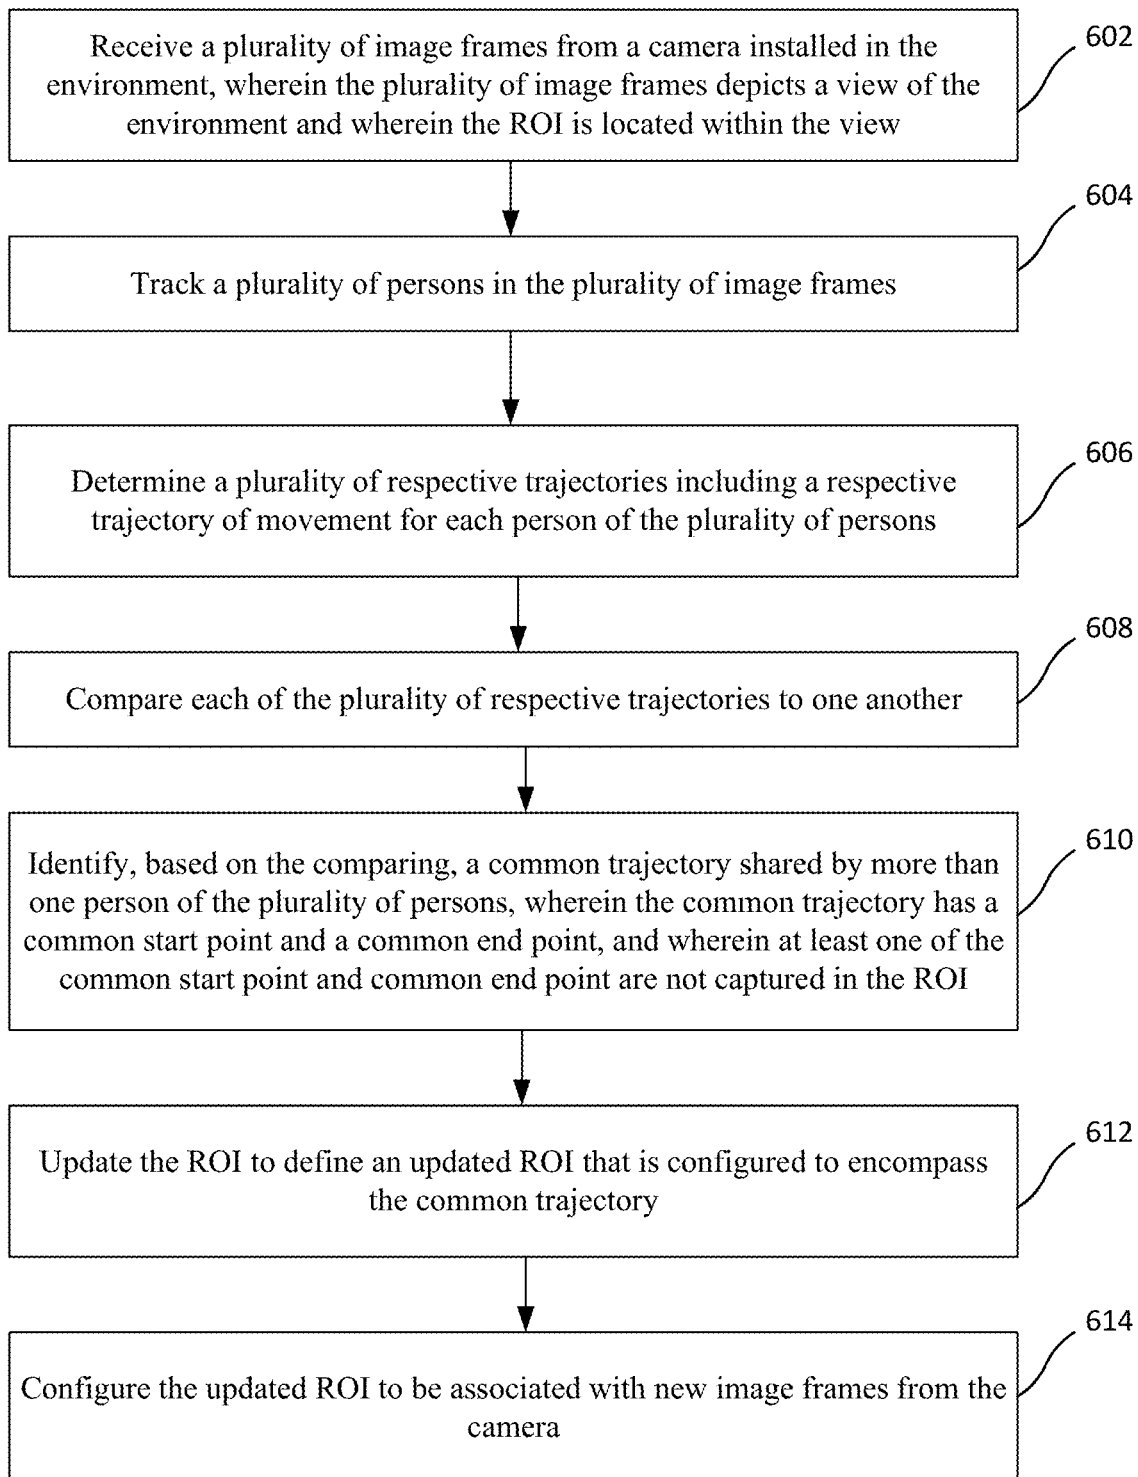 Receive a plurality of image frames from a camera installed in the
environment, wherein the plurality of image frames depicts a view of the
environment and wherein the ROI is located within the view
602
Track a plurality of persons in the plurality of image frames
604
Determine a plurality of respective trajectories including a respective
trajectory of movement for each person of the plurality of persons
606
Compare each of the plurality of respective trajectories to one another
608
Identify, based on the comparing, a common trajectory shared by more than
one person of the plurality of persons, wherein the common trajectory has a
common start point and a common end point, and wherein at least one of the
common start point and common end point are not captured in the ROI
610
Update the ROI to define an updated ROI that is configured to encompass
the common trajectory
612
Configure the updated ROI to be associated with new image frames from the
camera
614